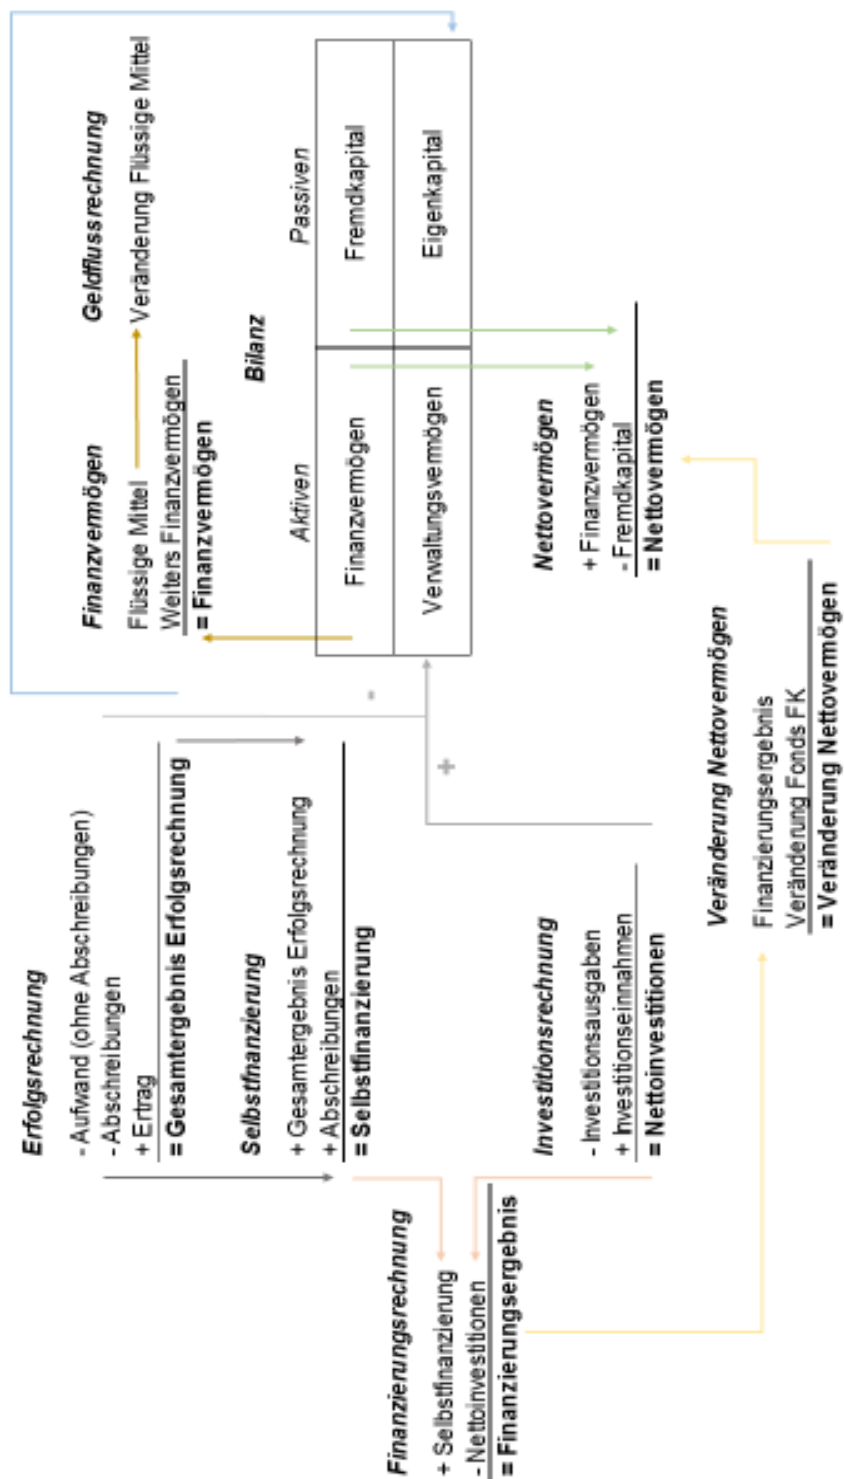 Finanzierungsrechnung
+ Selbstfinanzierung
- Nettoinvestitionen
= Finanzierungsergebnis
Erfolgsrechnung
- Aufwand (ohne Abschreibungen)
- Abschreibungen
+ Ertrag
= Gesamtergebnis Erfolgsrechnung
Selbstfinanzierung
+ Gesamtergebnis Erfolgsrechnung
+ Abschreibungen
= Selbstfinanzierung
Investitionsrechnung
- Investitionsausgaben
+ Investitionseinnahmen
= Nettoinvestitionen
-
+
Veränderung Nettovermögen
Finanzierungsergebnis
Veränderung Fonds FK
= Veränderung Nettovermögen
Finanzvermögen
Flüssige Mittel
Weiters Finanzvermögen
= Finanzvermögen
Geldflussrechnung
Veränderung Flüssige Mittel
Bilanz
Aktiven
Passiven
Finanzvermögen
Fremdkapital
Verwaltungsvermögen
Eigenkapital
Nettovermögen
+ Finanzvermögen
- Fremdkapital
= Nettovermögen